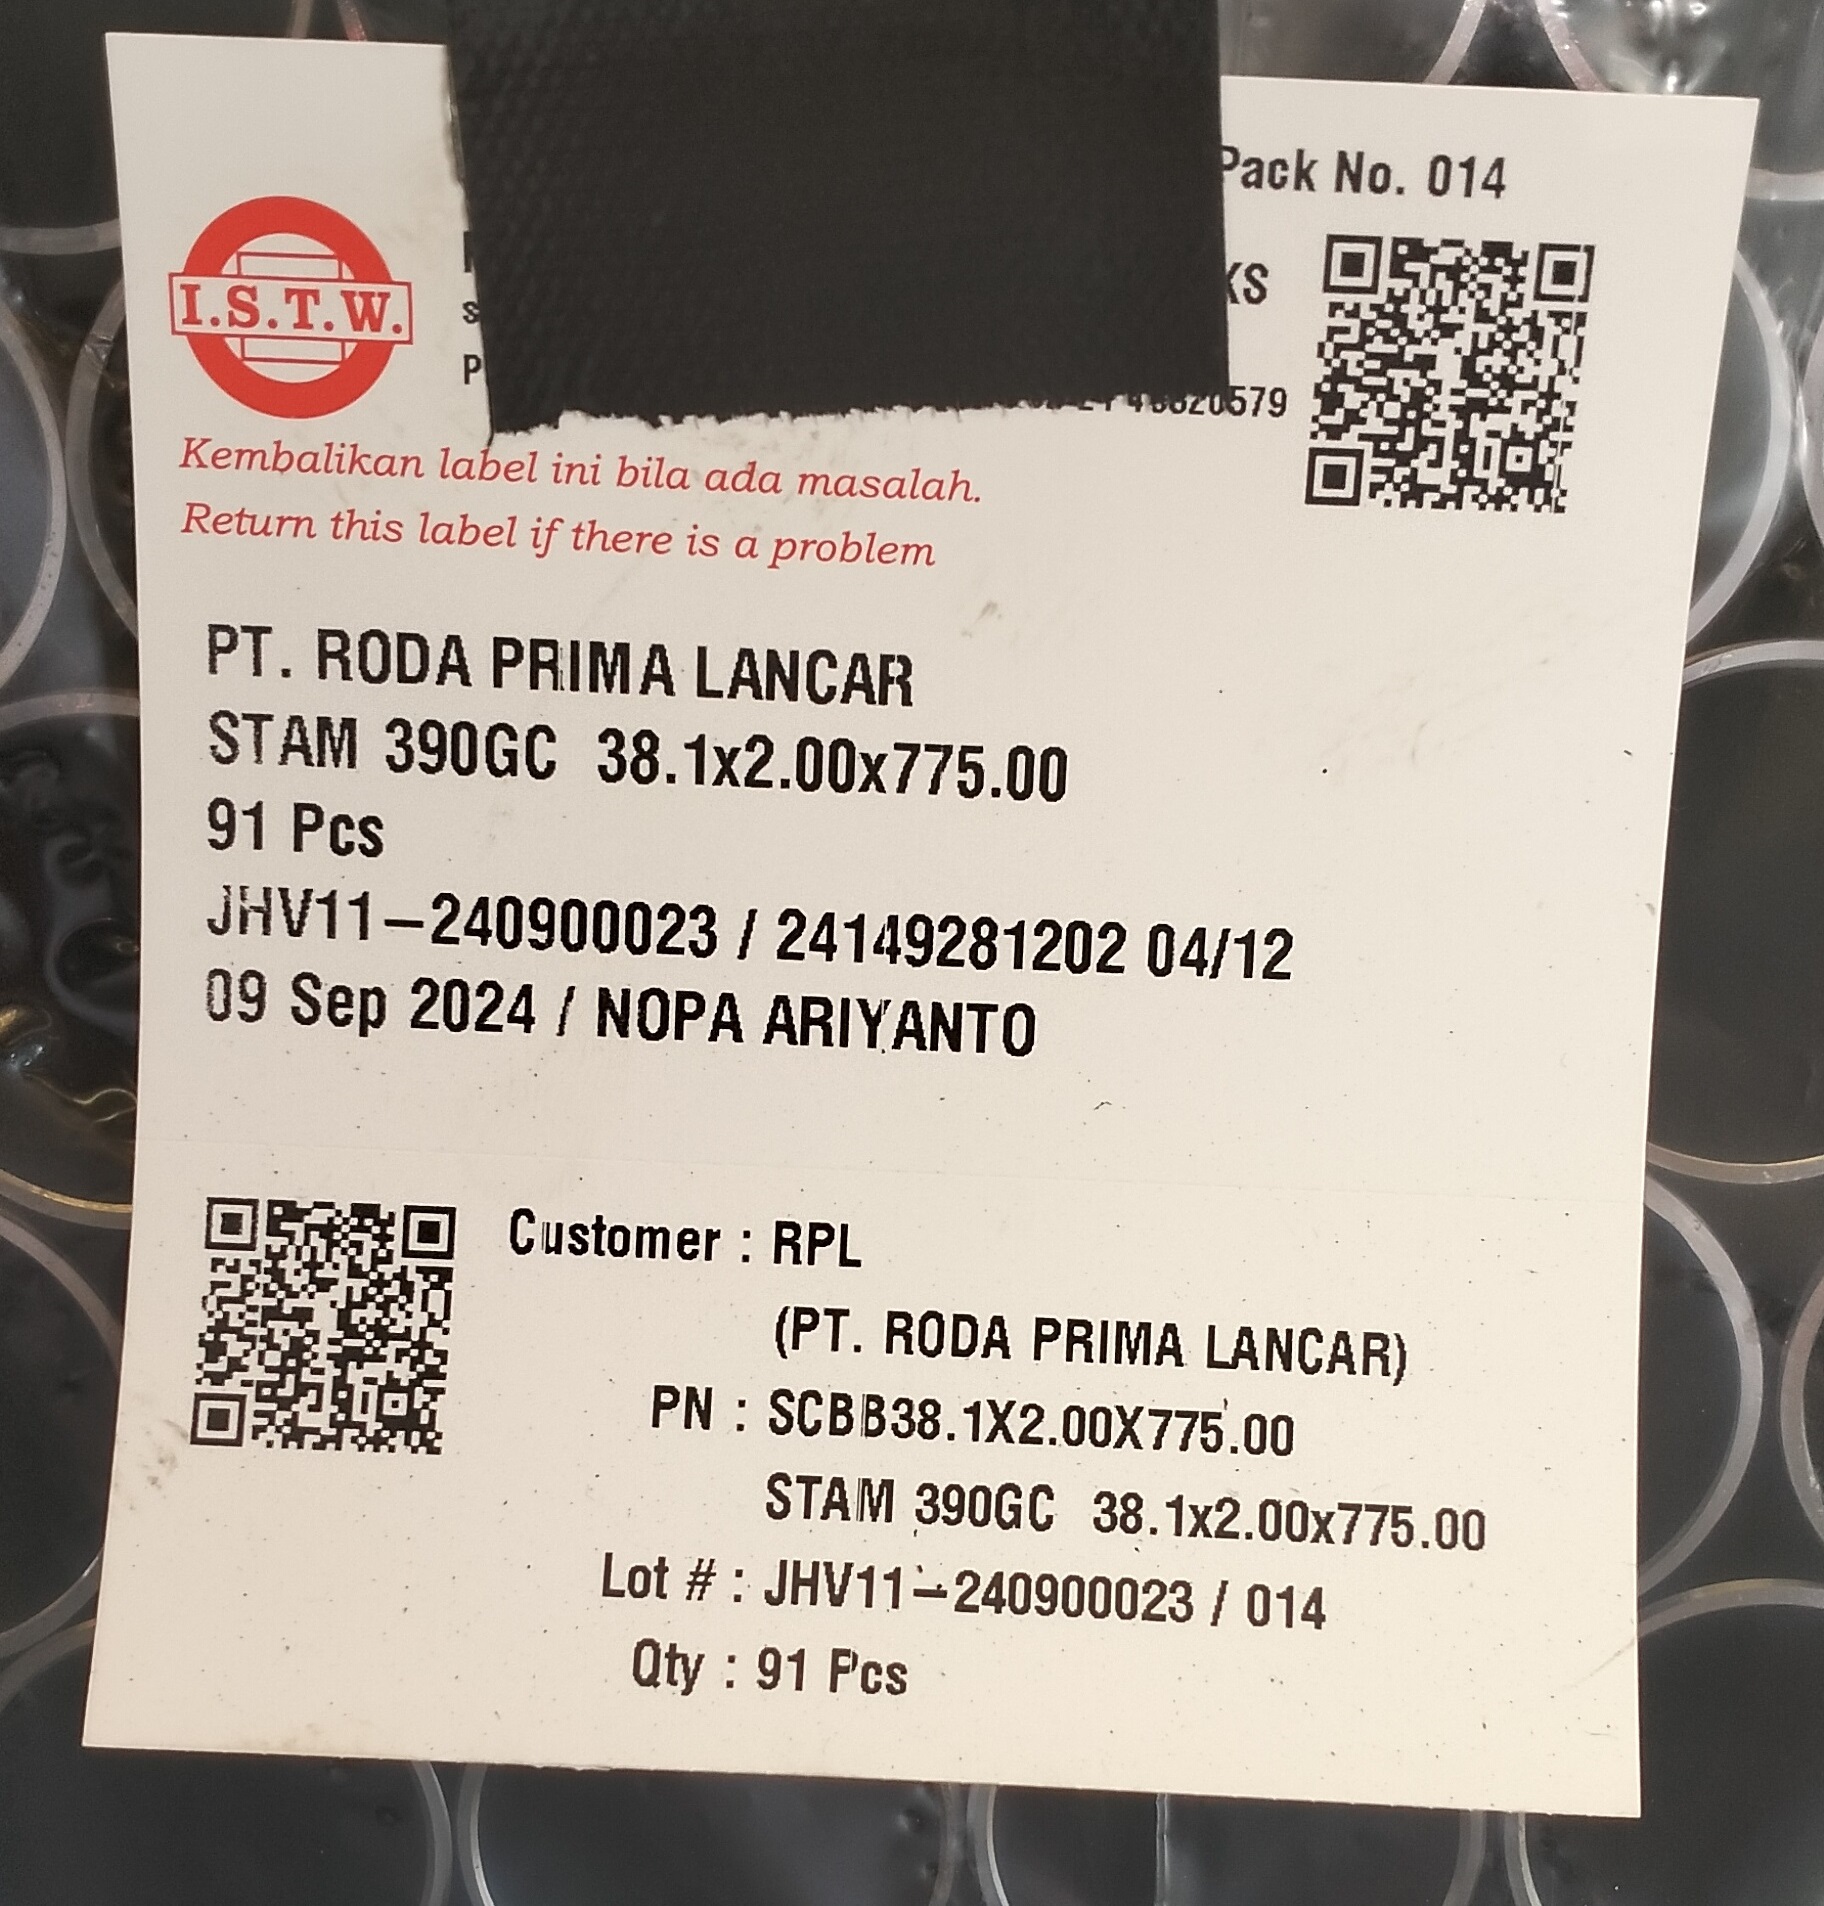 Pack No. 014
I.S.T.W.
Kembalikan label ini bila ada masalah.
Return this label if there is a problem
PT. RODA PRIMA LANCAR
STAM 390GC 38.1x2.00x775.00
91 Pcs
JHV11-240900023 / 24149281202 04/12
09 Sep 2024 / NOPA ARIYANTO
Customer : RPL
(PT. RODA PRIMA LANCAR)
PN : SCBB38.1X2.00X775.00
STAM 390GC 38.1x2.00x775.00
Lot # : JHV11-240900023 / 014
Qty : 91 Pcs